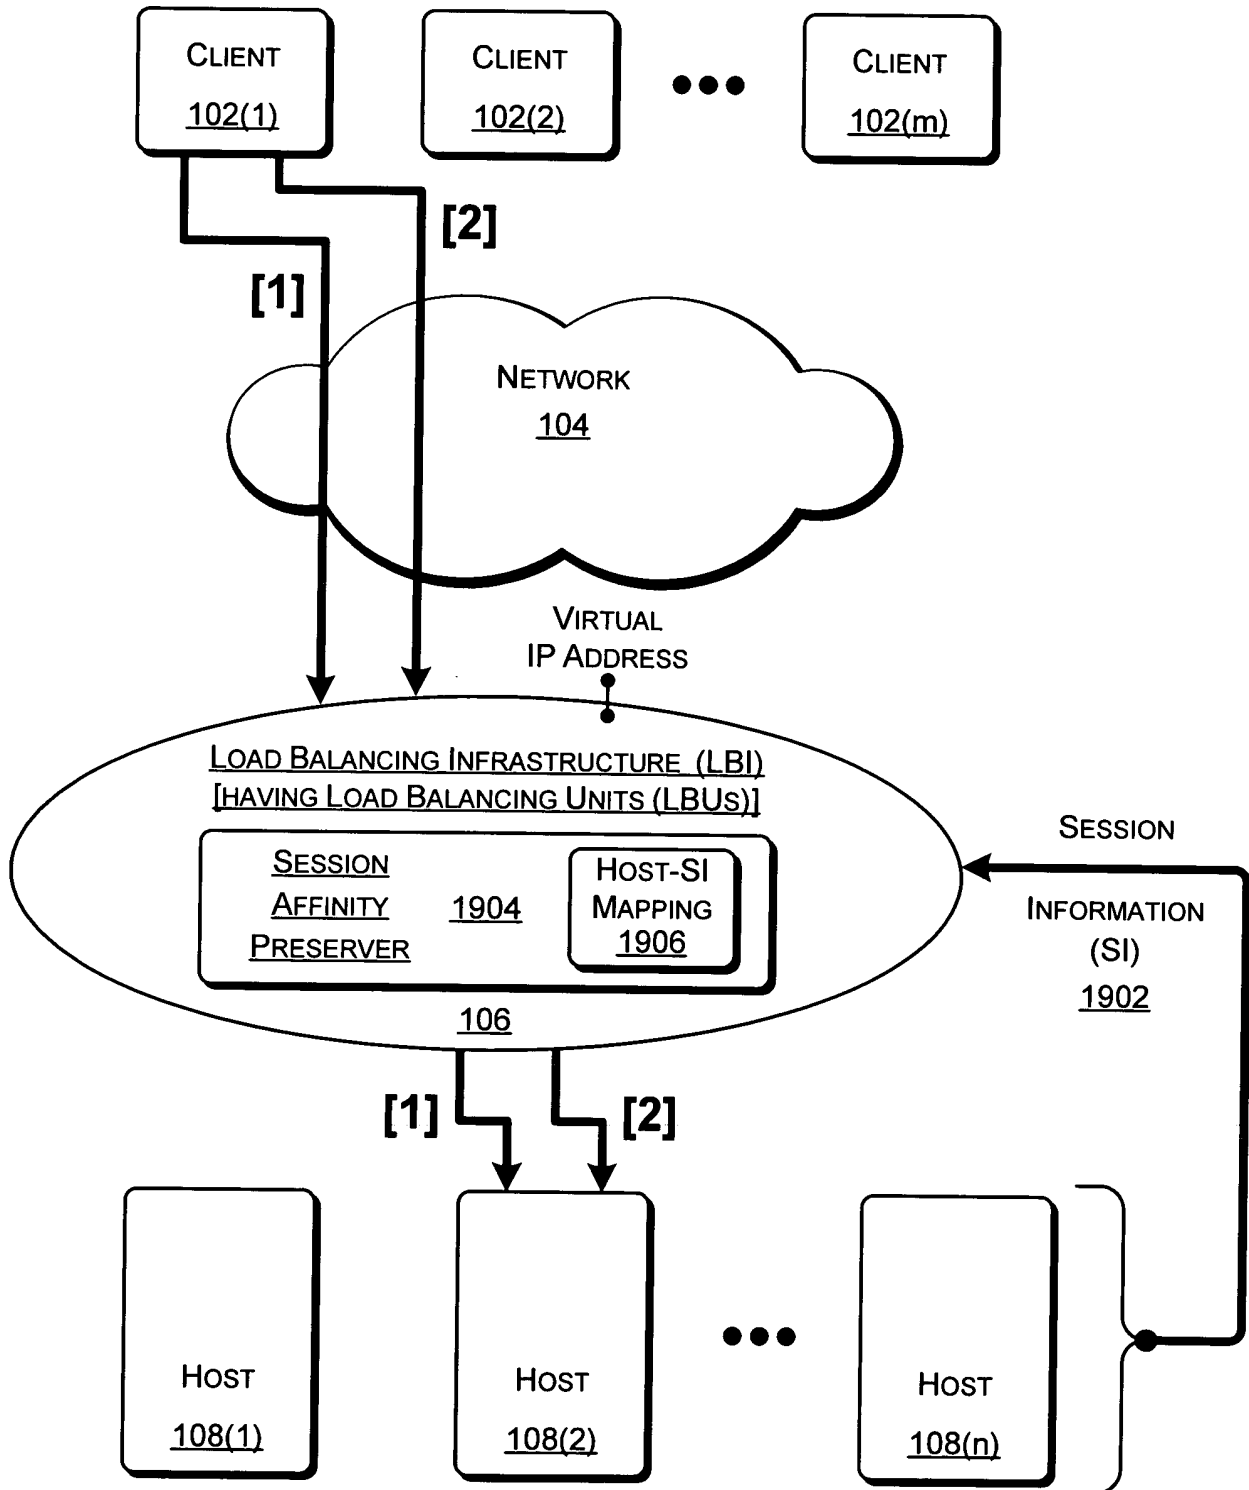 CLIENT
102(1)
CLIENT
102(2)
CLIENT
102(m)
[1]
[2]
NETWORK
104
VIRTUAL
IP ADDRESS
LOAD BALANCING INFRASTRUCTURE (LBI)
[HAVING LOAD BALANCING UNITS (LBUS)]
SESSION
AFFINITY
PRESERVER
1904
HOST-SI
MAPPING
1906
106
SESSION
INFORMATION
(SI)
1902
[1]
[2]
HOST
108(1)
HOST
108(2)
HOST
108(n)